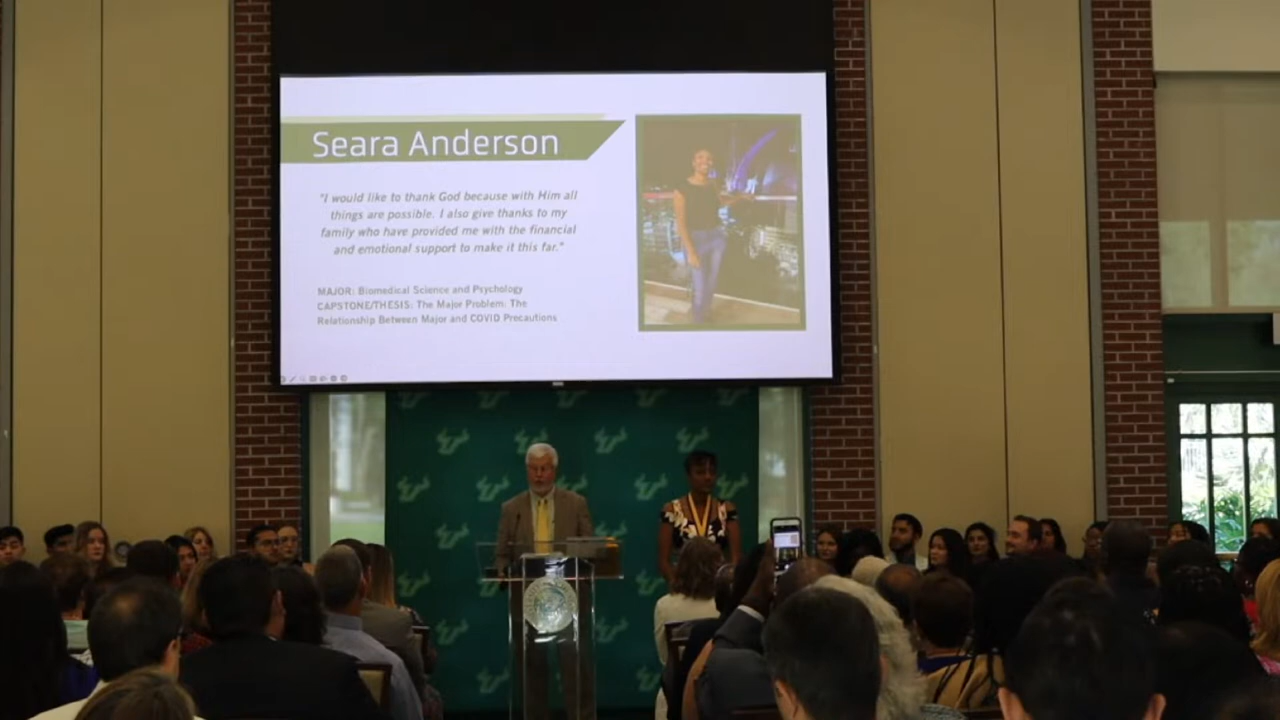 Seara Anderson
"I would like to thank God because with Him all
things are possible. I also give thanks to my
family who have provided me with the financial
and emotional support to make it this far."
MAJOR: Biomedical Science and Psychology
CAPSTONE/THESIS: The Major Problem: The
Relationship Between Major and COVID Precautions